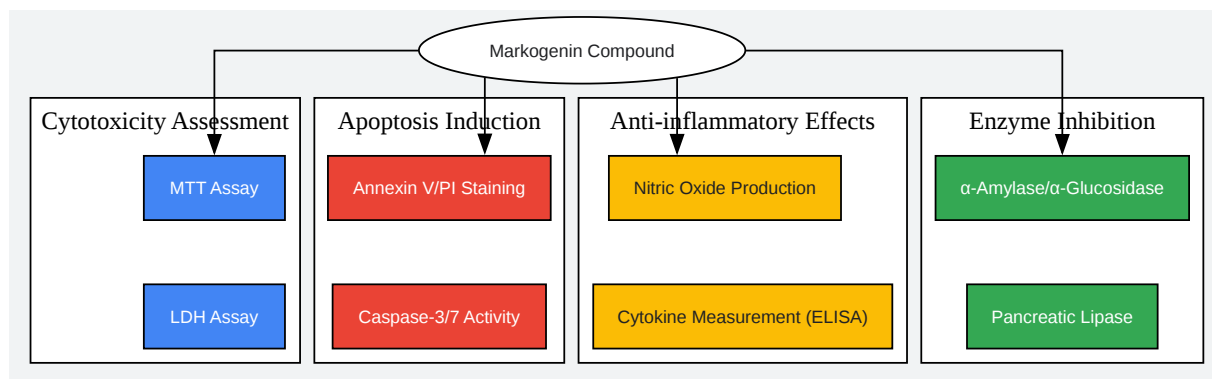 Markogenin Compound
Cytotoxicity Assessment
MTT Assay
LDH Assay
Apoptosis Induction
Annexin V/PI Staining
Caspase-3/7 Activity
Anti-inflammatory Effects
Nitric Oxide Production
Cytokine Measurement (ELISA)
Enzyme Inhibition
α-Amylase/α-Glucosidase
Pancreatic Lipase